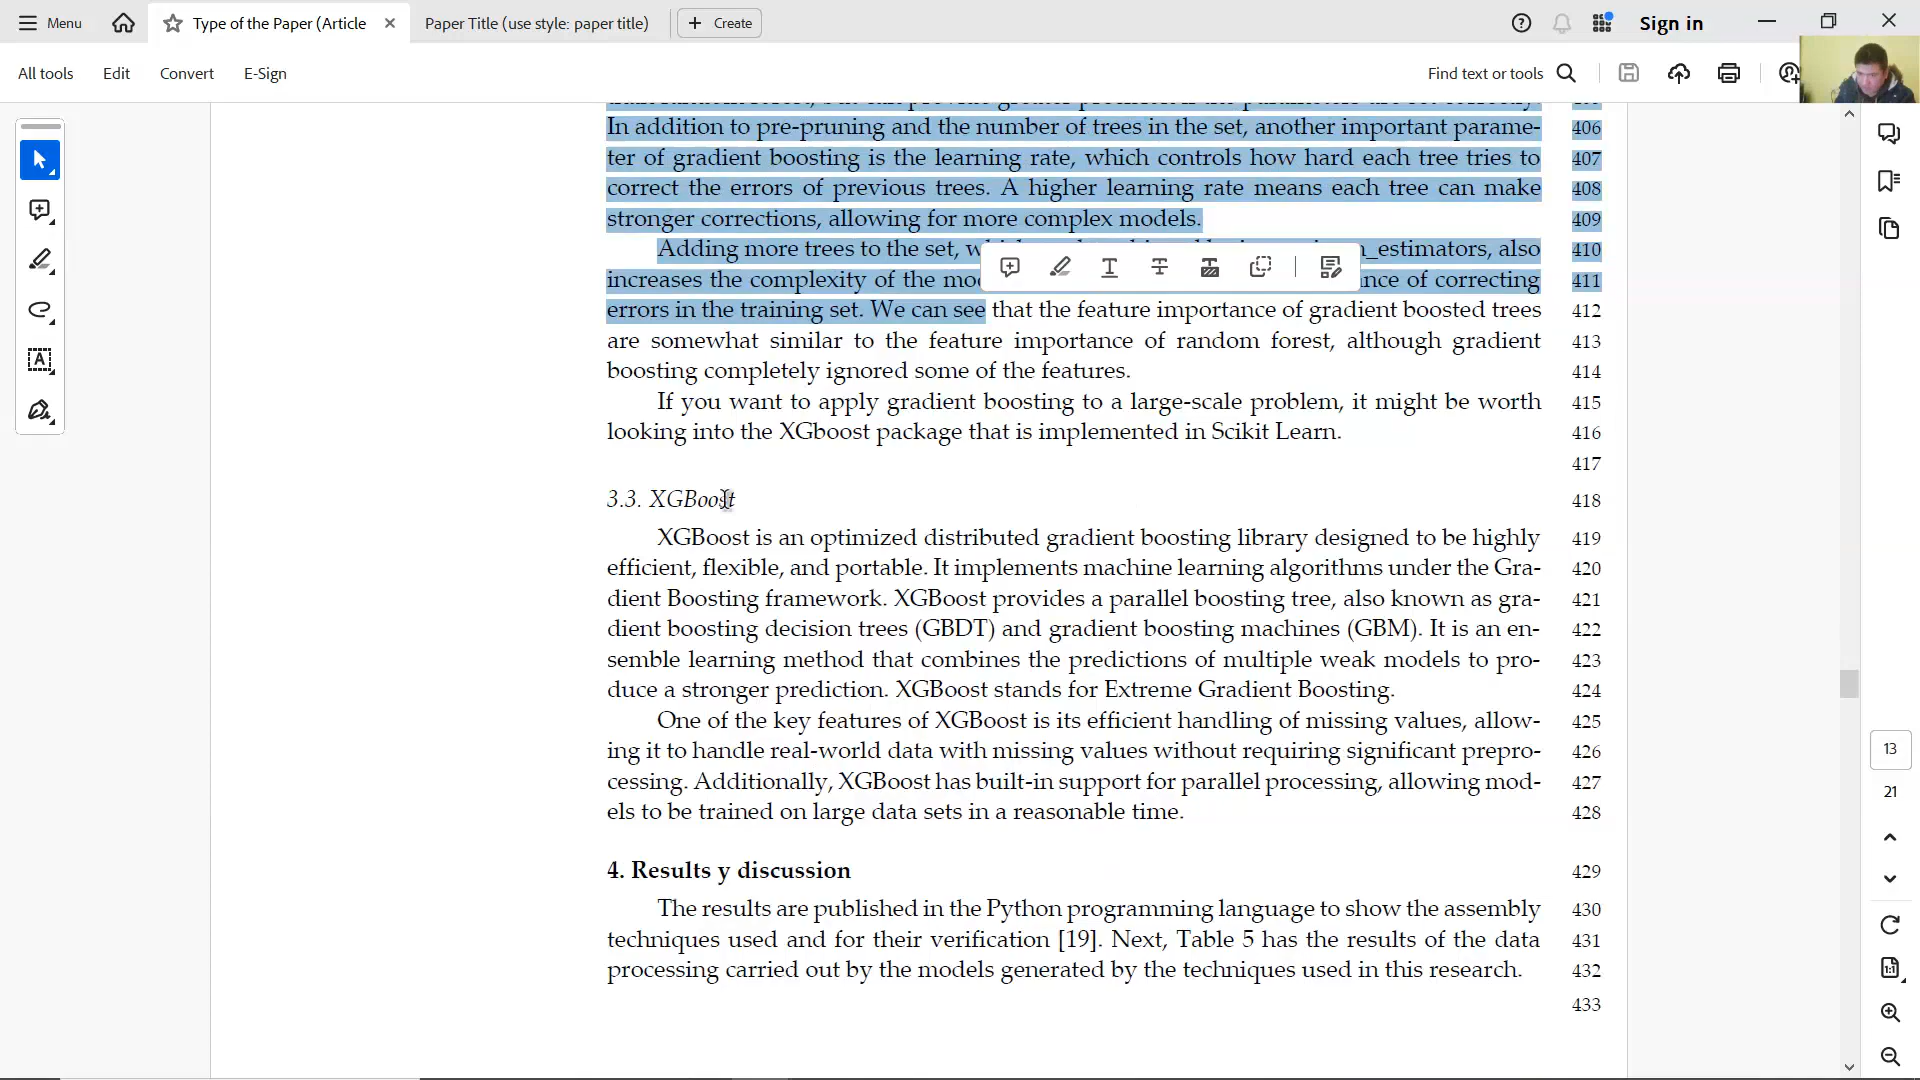 Menu
Type of the Paper (Article
Paper Title (use style: paper title)
Create
Sign in
All tools
Edit
Convert
E-Sign
Find text or tools
In addition to pre-pruning and the number of trees in the set, another important parame- 406
ter of gradient boosting is the learning rate, which controls how hard each tree tries to 407
correct the errors of previous trees. A higher learning rate means each tree can make 408
stronger corrections, allowing for more complex models. 409
Adding more trees to the set, n_estimators, also 410
increases the complexity of the of correcting 411
errors in the training set. We can see that the feature importance of gradient boosted trees 412
are somewhat similar to the feature importance of random forest, although gradient 413
boosting completely ignored some of the features. 414
If you want to apply gradient boosting to a large-scale problem, it might be worth 415
looking into the XGboost package that is implemented in Scikit Learn. 416
417
3.3. XGBoost 418
XGBoost is an optimized distributed gradient boosting library designed to be highly 419
efficient, flexible, and portable. It implements machine learning algorithms under the Gra- 420
dient Boosting framework. XGBoost provides a parallel boosting tree, also known as gra- 421
dient boosting decision trees (GBDT) and gradient boosting machines (GBM). It is an en- 422
semble learning method that combines the predictions of multiple weak models to pro- 423
duce a stronger prediction. XGBoost stands for Extreme Gradient Boosting. 424
One of the key features of XGBoost is its efficient handling of missing values, allow- 425
ing it to handle real-world data with missing values without requiring significant prepro- 426
cessing. Additionally, XGBoost has built-in support for parallel processing, allowing mod- 427
els to be trained on large data sets in a reasonable time. 428
4. Results y discussion 429
The results are published in the Python programming language to show the assembly 430
techniques used and for their verification [19]. Next, Table 5 has the results of the data 431
processing carried out by the models generated by the techniques used in this research. 432
433
13
21